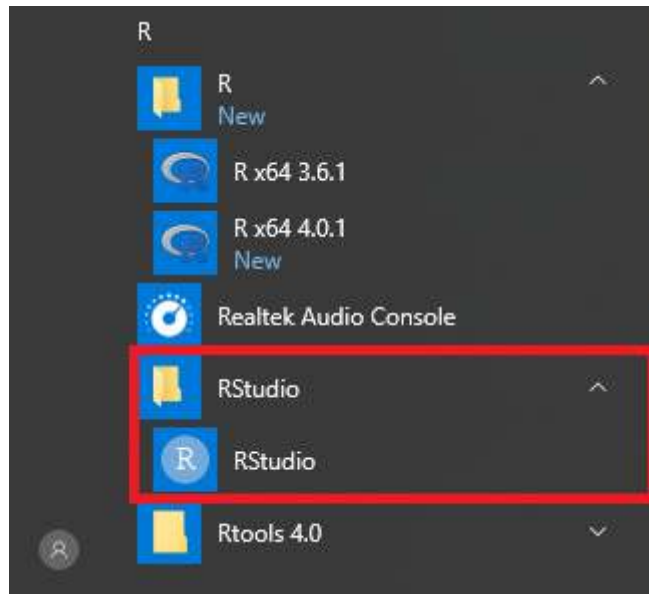 R
R
New
R x64 3.6.1
R x64 4.0.1
New
Realtek Audio Console
RStudio
R
RStudio
Rtools 4.0